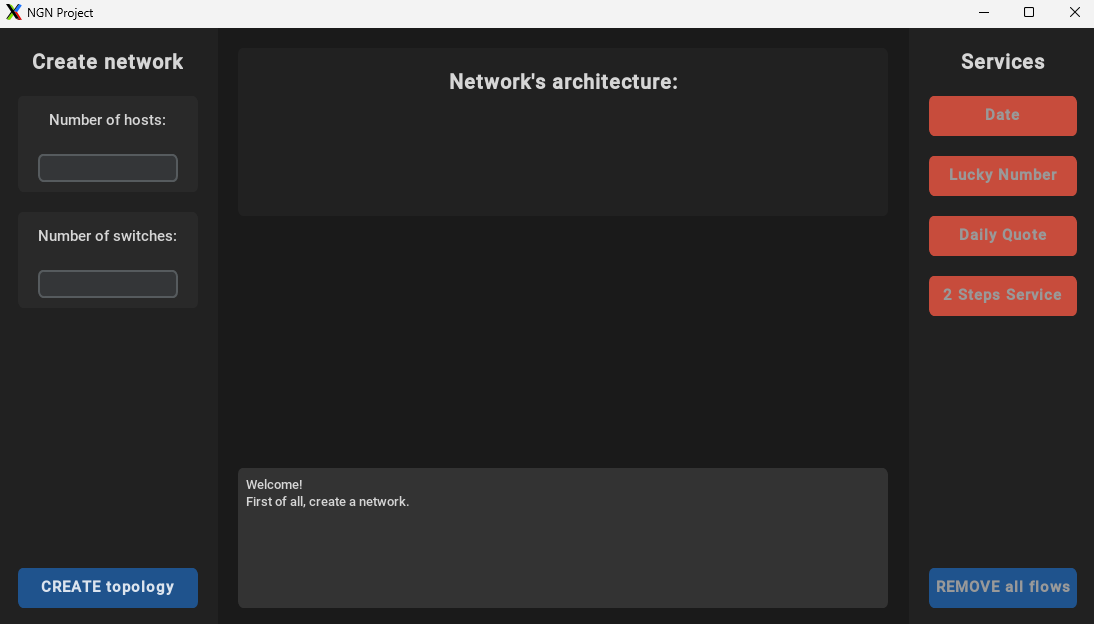 NGN Project
Create network
Number of hosts:
Number of switches:
CREATE topology
Network's architecture:
Welcome!
First of all, create a network.
Services
Date
Lucky Number
Daily Quote
2 Steps Service
REMOVE all flows